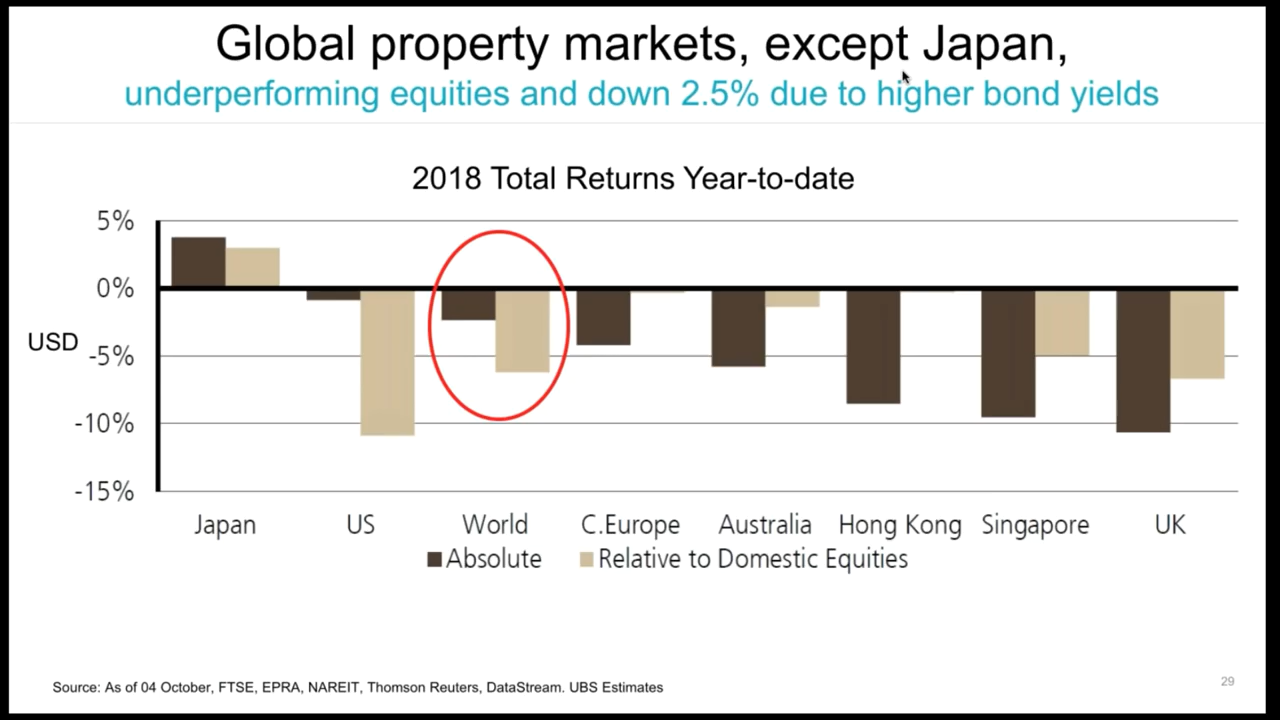 Global property markets, except Japan,
underperforming equities and down 2.5% due to higher bond yields
2018 Total Returns Year-to-date
5%
0%
USD
-5%
-10%
-15%
Japan US World C.Europe Australia Hong Kong Singapore UK
Absolute Relative to Domestic Equities
Source: As of 04 October, FTSE, EPRA, NAREIT, Thomson Reuters, DataStream. UBS Estimates
29